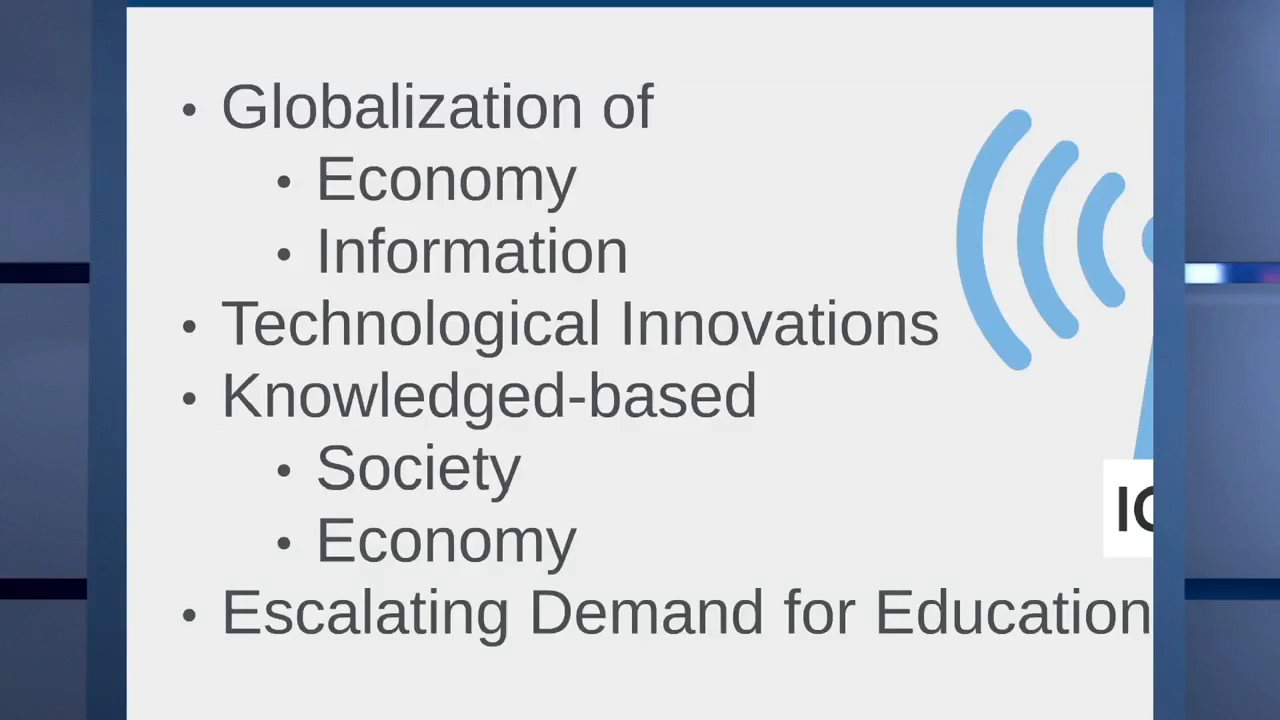 • Globalization of
• Economy
• Information
• Technological Innovations
• Knowledged-based
• Society
• Economy
• Escalating Demand for Education